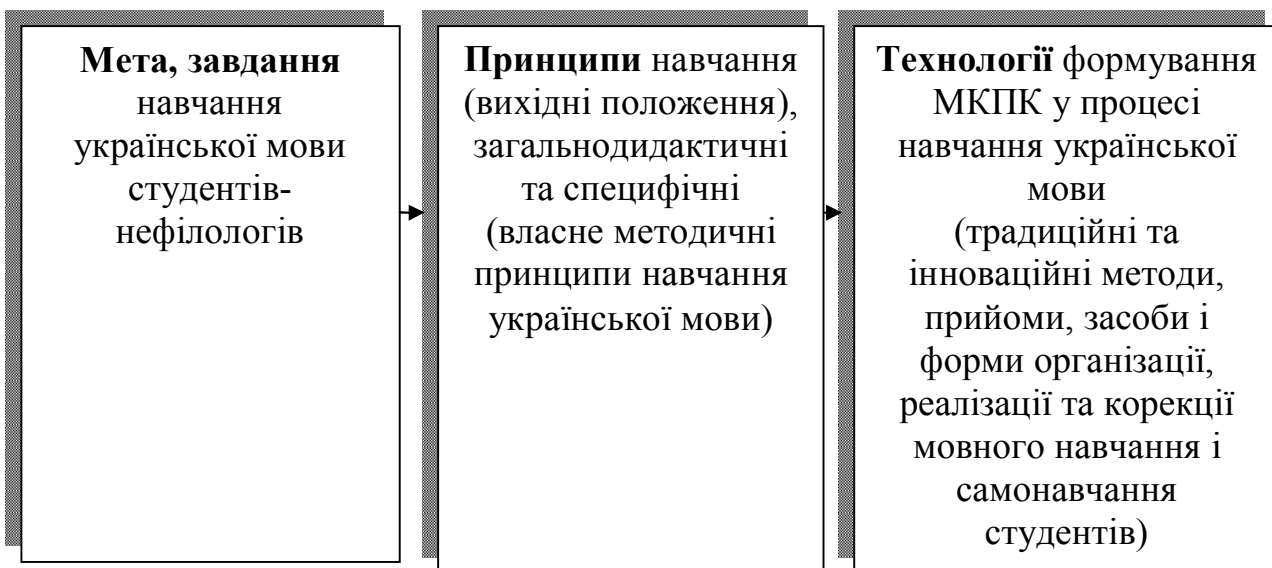 Мета, завдання
навчання
української мови
студентів-
нефілологів
Принципи навчання
(вихідні положення),
загальнодидактичні
та специфічні
(власне методичні
принципи навчання
української мови)
Технології формування
МКПК у процесі
навчання української
мови
(традиційні та
інноваційні методи,
прийоми, засоби і
форми організації,
реалізації та корекції
мовного навчання і
самонавчання
студентів)